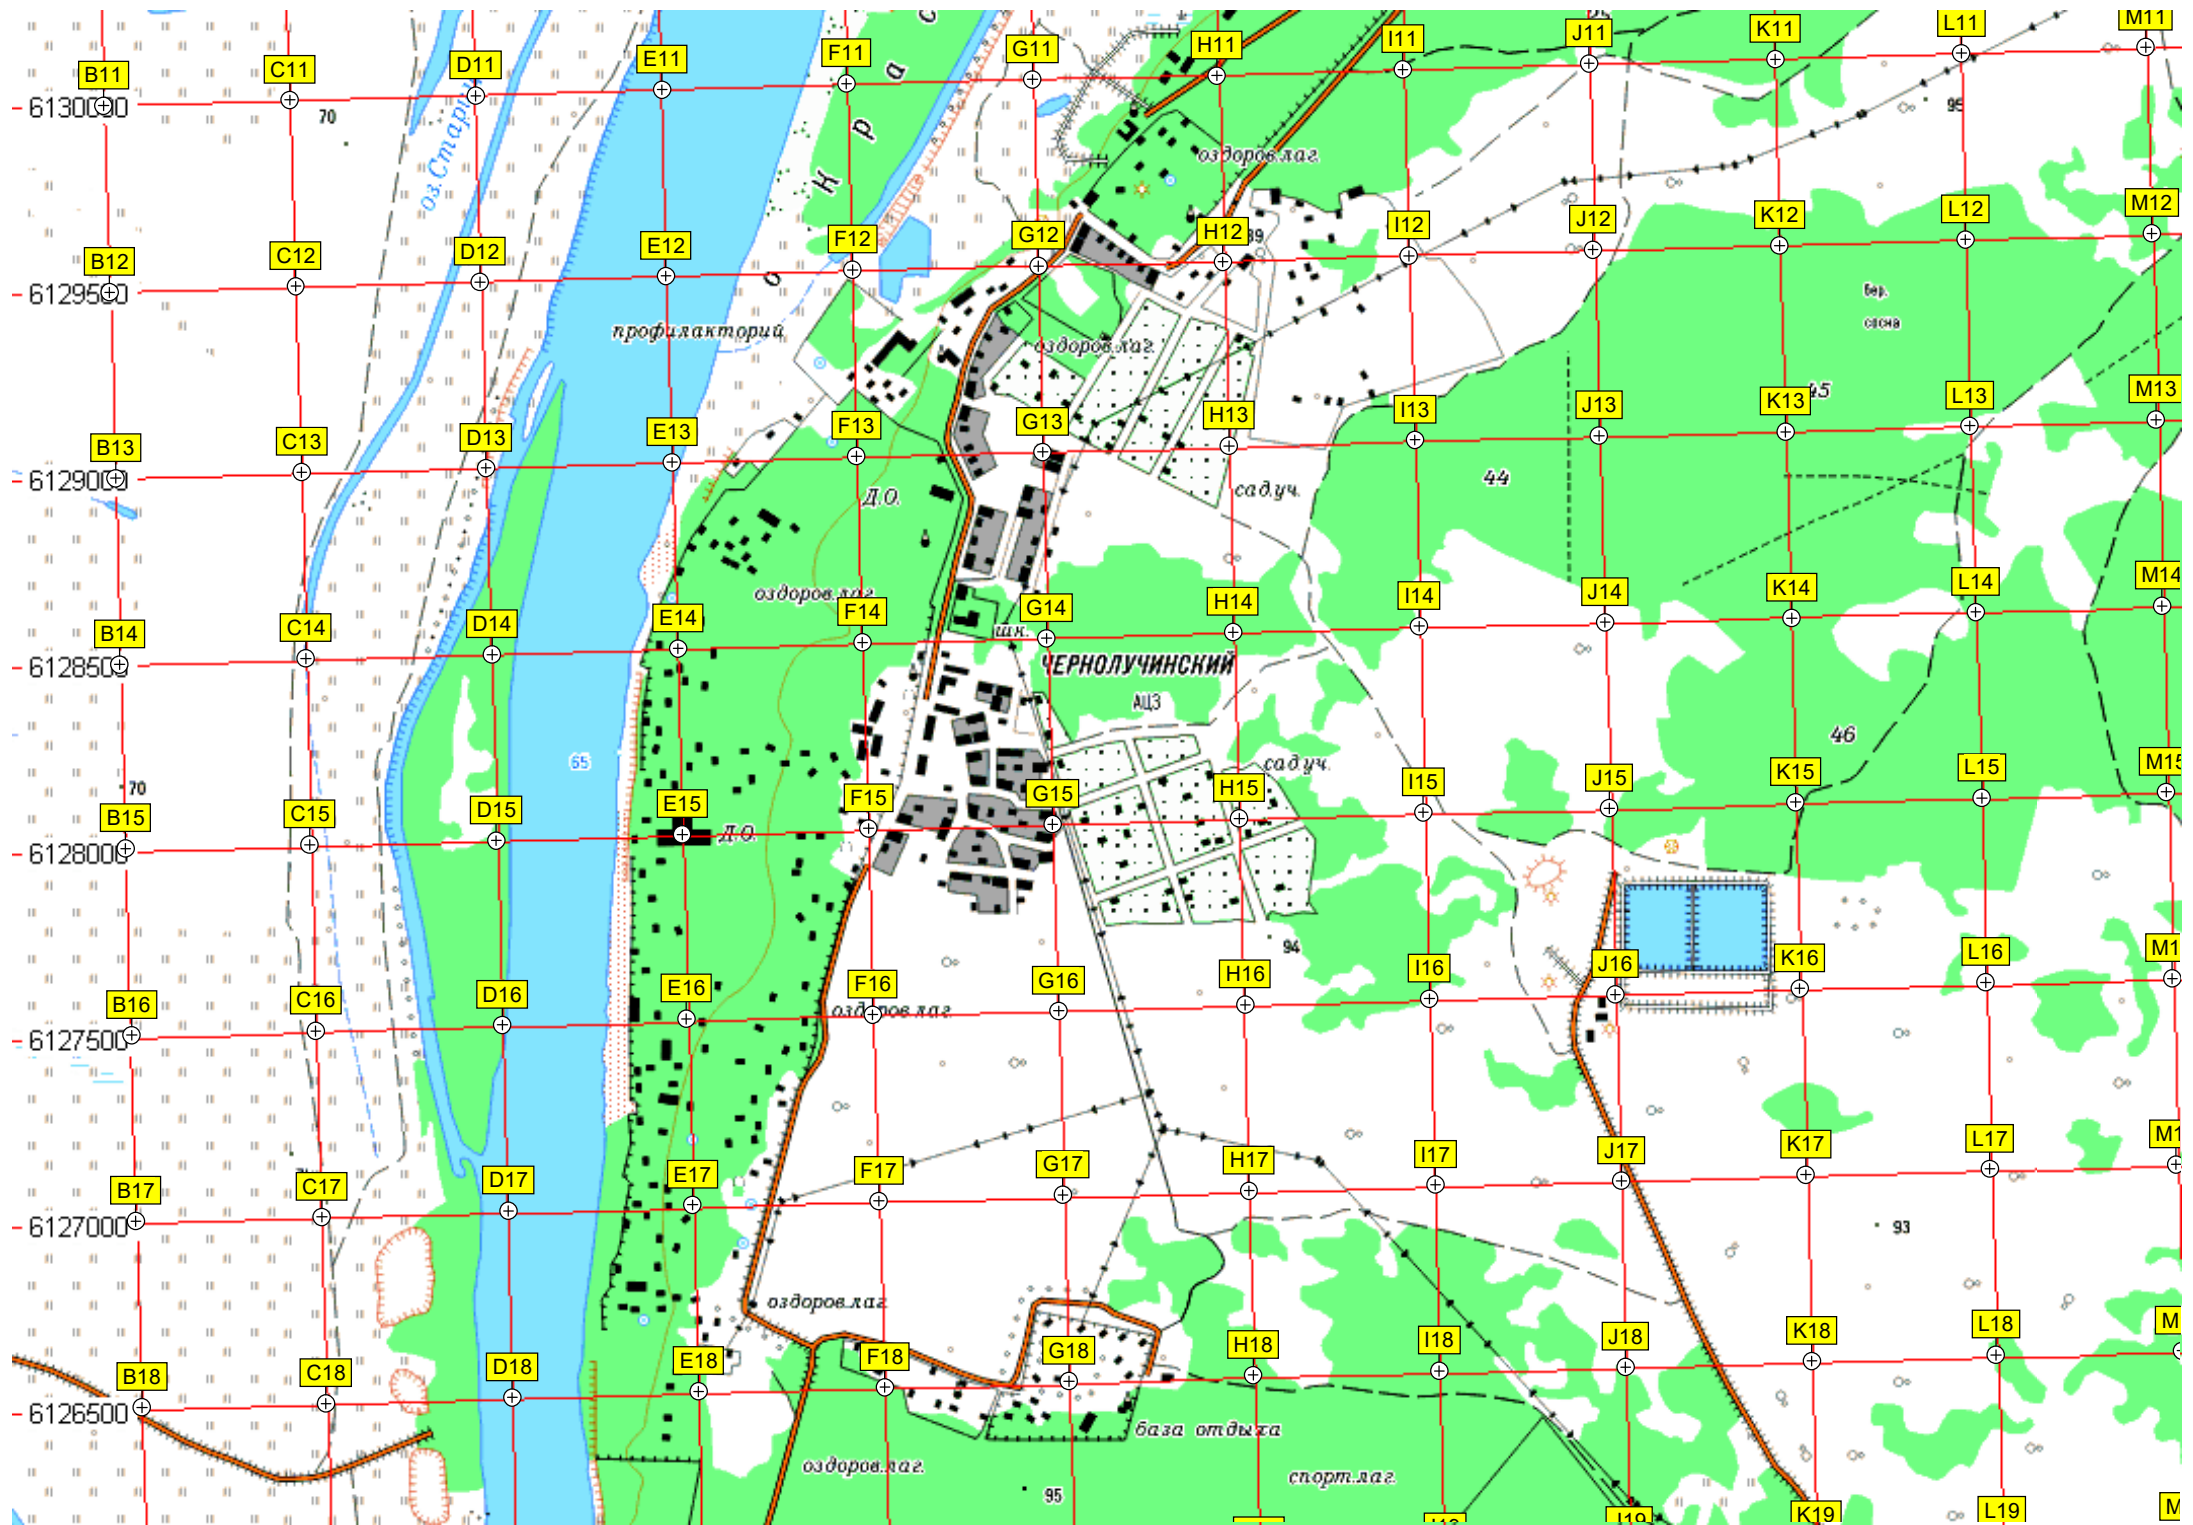 B11 C11 D11 E11 F11 G11 H11 I11 J11 K11 L11 M11
6130000
70
оз.Стари
о К р а с
95
оздоров.лаг.
B12 C12 D12 E12 F12 G12 H12 I12 J12 K12 L12 M12
89
6129500
бер.
сосна
профилакторий
оздоров.лаг.
45
B13 C13 D13 E13 F13 G13 H13 I13 J13 K13 L13 M13
6129000
Д.О.
сад.уч.
44
оздоров.лаг.
B14 C14 D14 E14 F14 G14 H14 I14 J14 K14 L14 M14
шк.
6128500
ЧЕРНОЛУЧИНСКИЙ
АЦЗ
46
65
сад.уч.
70
B15 C15 D15 E15 F15 G15 H15 I15 J15 K15 L15 M15
Д.О.
6128000
94
B16 C16 D16 E16 F16 G16 H16 I16 J16 K16 L16 M1
оздоров.лаг.
6127500
B17 C17 D17 E17 F17 G17 H17 I17 J17 K17 L17 M1
6127000
93
оздоров.лаг.
B18 C18 D18 E18 F18 G18 H18 I18 J18 K18 L18 M
6126500
база отдыха
оздоров.лаг.
спорт.лаг.
95
J19 K19 L19 M